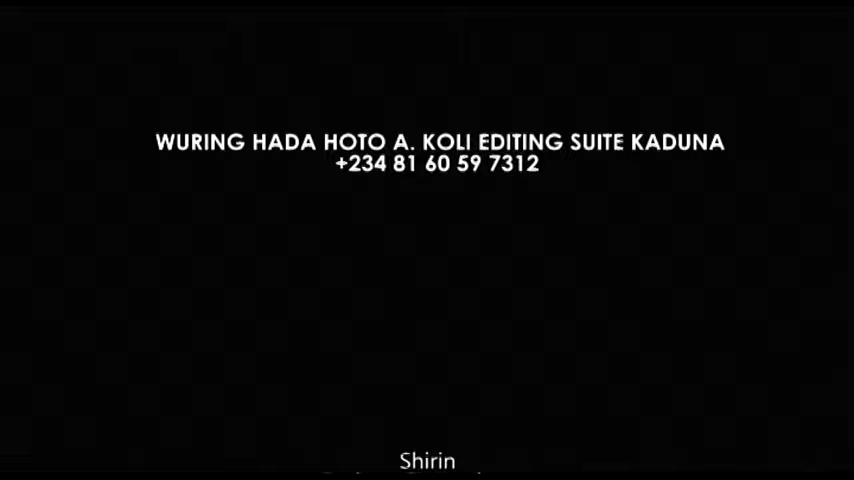 WURING HADA HOTO A. KOLI EDITING SUITE KADUNA
+234 81 60 59 7312
Shirin